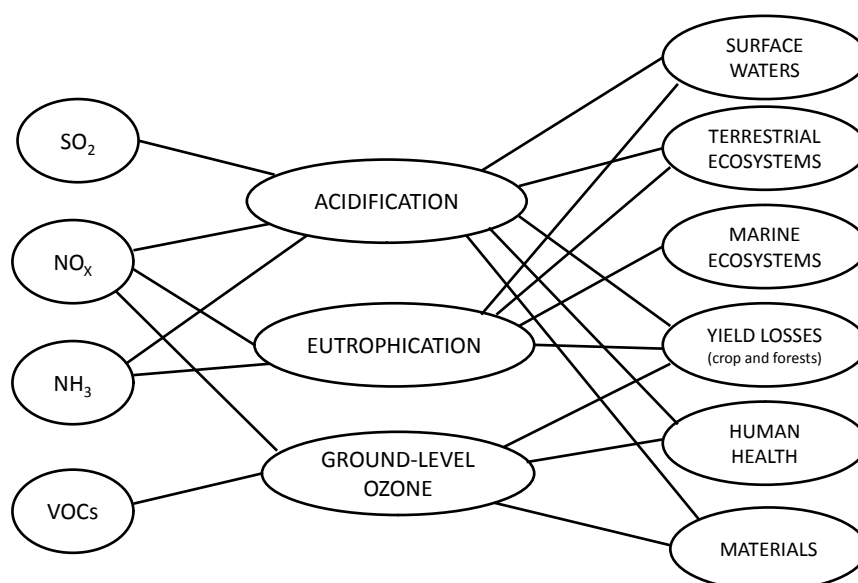 SO₂
NOₓ
NH₃
VOCs
ACIDIFICATION
EUTROPHICATION
GROUND-LEVEL
OZONE
SURFACE
WATERS
TERRESTRIAL
ECOSYSTEMS
MARINE
ECOSYSTEMS
YIELD LOSSES
(crop and forests)
HUMAN
HEALTH
MATERIALS